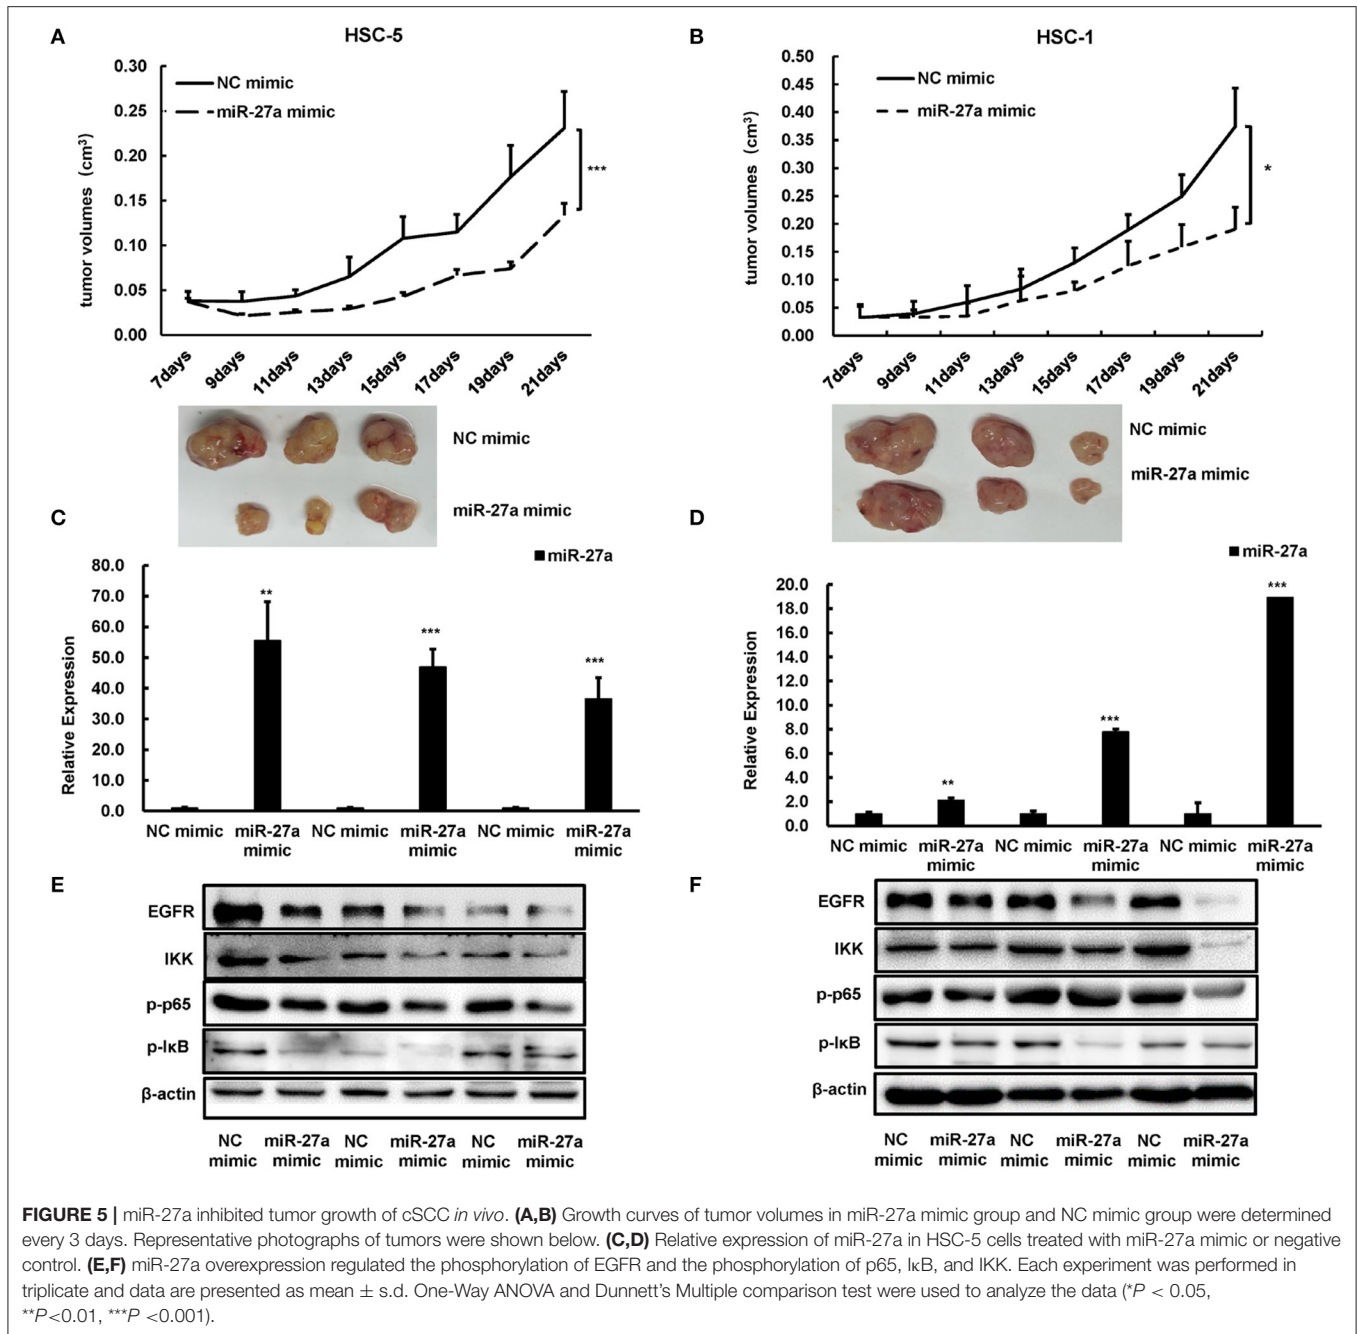 A
HSC-5
0.30
0.25
0.20
0.15
0.10
0.05
0.00
tumor volumes (cm³)
NC mimic
miR-27a mimic
***
7days
9days
11days
13days
15days
17days
19days
21days
NC mimic
miR-27a mimic
B
HSC-1
0.50
0.45
0.40
0.35
0.30
0.25
0.20
0.15
0.10
0.05
0.00
tumor volumes (cm³)
NC mimic
miR-27a mimic
*
7days
9days
11days
13days
15days
17days
19days
21days
NC mimic
miR-27a mimic
C
miR-27a
80.0
70.0
60.0
50.0
40.0
30.0
20.0
10.0
0.0
Relative Expression
**
***
***
NC mimic
miR-27a
mimic
NC mimic
miR-27a
mimic
NC mimic
miR-27a
mimic
D
miR-27a
20.0
18.0
16.0
14.0
12.0
10.0
8.0
6.0
4.0
2.0
0.0
Relative Expression
**
***
***
NC mimic
miR-27a
mimic
NC mimic
miR-27a
mimic
NC mimic
miR-27a
mimic
E
EGFR
IKK
p-p65
p-IκB
β-actin
NC
mimic
miR-27a
mimic
NC
mimic
miR-27a
mimic
NC
mimic
miR-27a
mimic
F
EGFR
IKK
p-p65
p-IκB
β-actin
NC
mimic
miR-27a
mimic
NC
mimic
miR-27a
mimic
NC
mimic
miR-27a
mimic
FIGURE 5 | miR-27a inhibited tumor growth of cSCC in vivo. (A,B) Growth curves of tumor volumes in miR-27a mimic group and NC mimic group were determined
every 3 days. Representative photographs of tumors were shown below. (C,D) Relative expression of miR-27a in HSC-5 cells treated with miR-27a mimic or negative
control. (E,F) miR-27a overexpression regulated the phosphorylation of EGFR and the phosphorylation of p65, IκB, and IKK. Each experiment was performed in
triplicate and data are presented as mean ± s.d. One-Way ANOVA and Dunnett's Multiple comparison test were used to analyze the data (*P < 0.05,
**P<0.01, ***P <0.001).